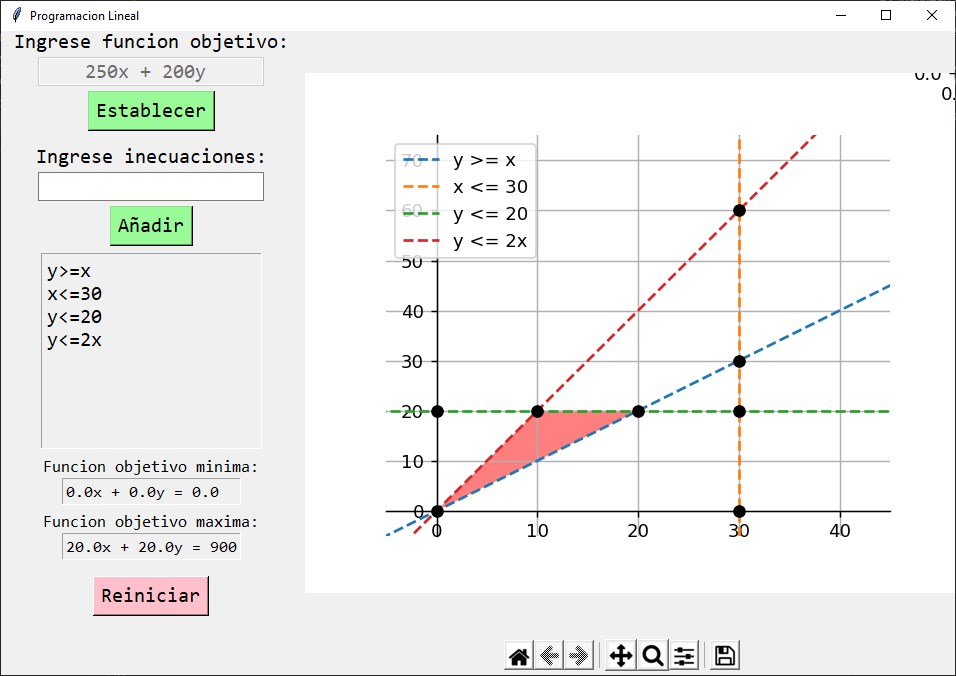 Programacion Lineal
Ingrese funcion objetivo:
250x + 200y
Establecer
Ingrese inecuaciones:
Añadir
y>=x
x<=30
y<=20
y<=2x
Funcion objetivo minima:
0.0x + 0.0y = 0.0
Funcion objetivo maxima:
20.0x + 20.0y = 900
Reiniciar
0.0
0.
y >= x
x <= 30
y <= 20
y <= 2x
70
60
50
40
30
20
10
0
0
10
20
30
40